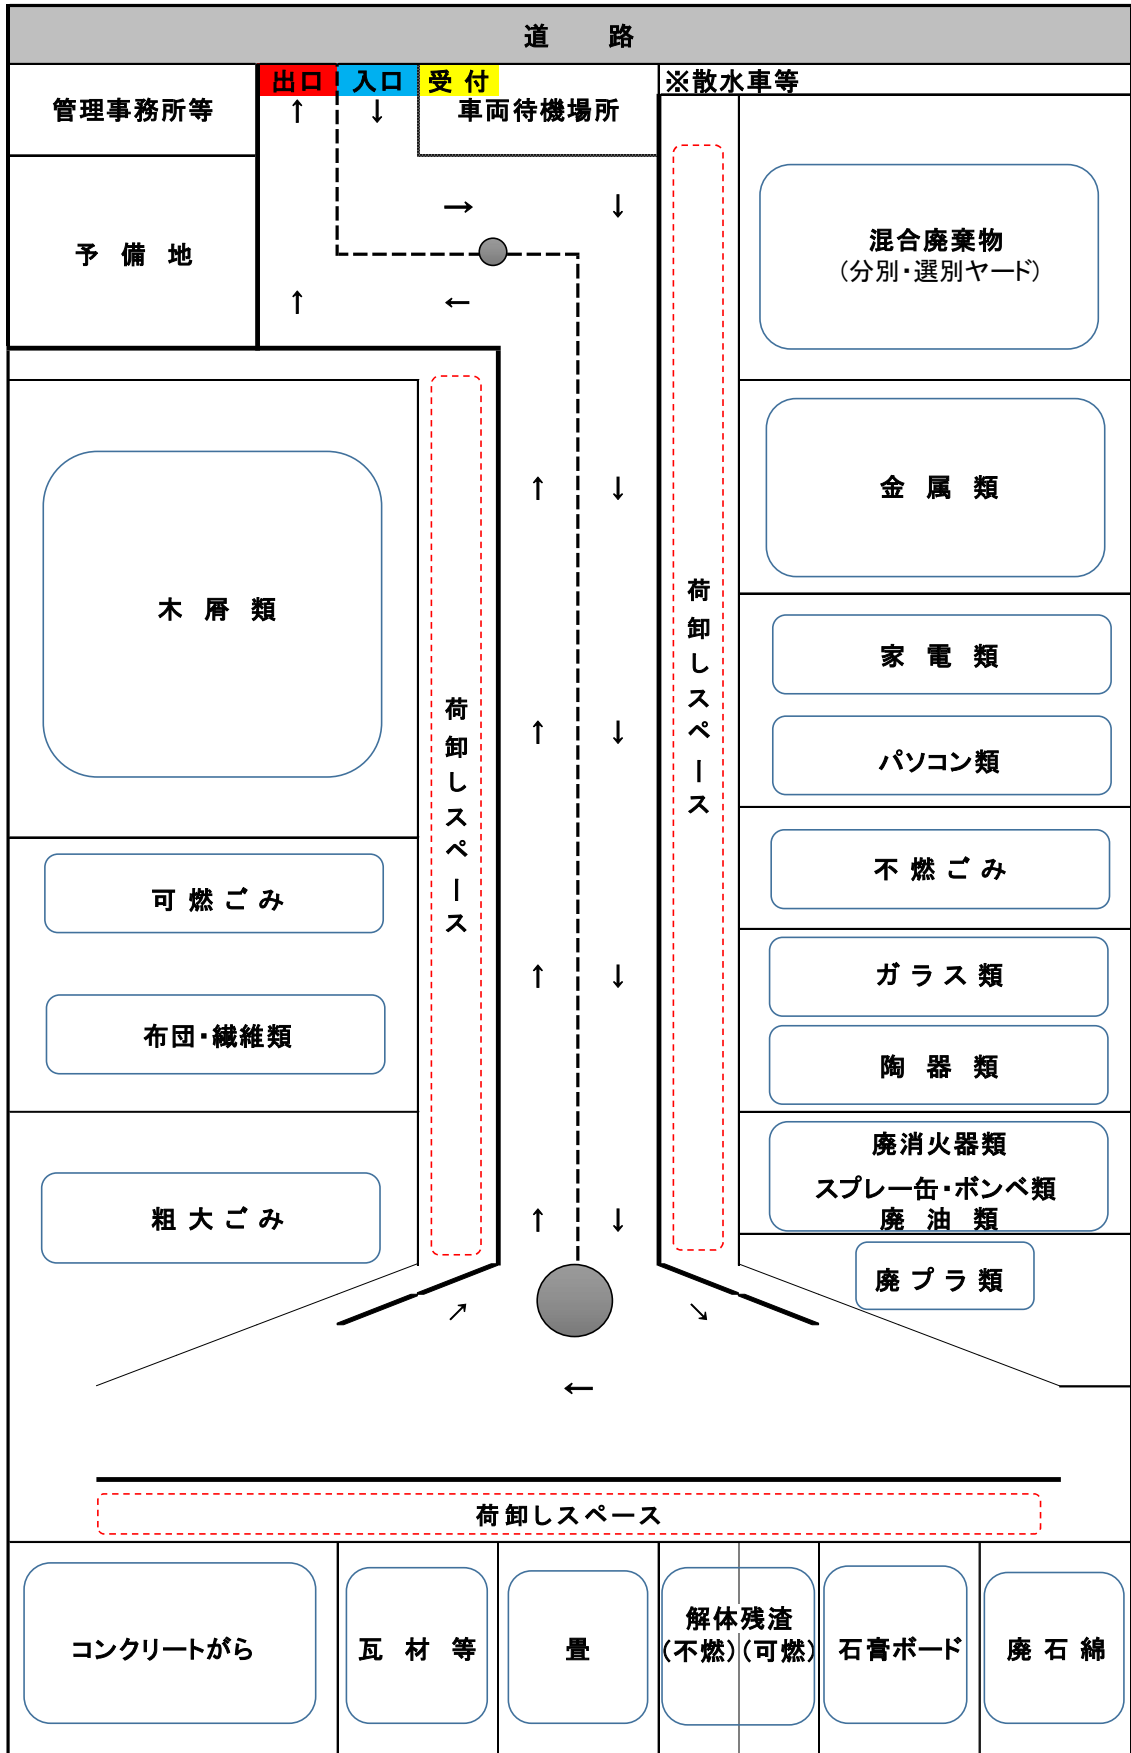 道　　路
出口
入口
受 付
※散水車等
管理事務所等
車両待機場所
↑
↓
予 備 地
→
↓
↑
←
混合廃棄物
（分別・選別ヤード）
木 屑 類
荷卸しスペース
↑
↓
荷卸しスペース
金 属 類
家 電 類
↑
↓
パソコン類
可 燃 ご み
不 燃 ご み
布団・繊維類
↑
↓
ガ ラ ス 類
陶 器 類
粗 大 ご み
↑
↓
廃消火器類
スプレー缶・ボンベ類
廃 油 類
廃 プ ラ 類
↗
↘
←
荷卸しスペース
コンクリートがら
瓦 材 等
畳
解体残渣
（不燃）（可燃）
石膏ボード
廃 石 綿